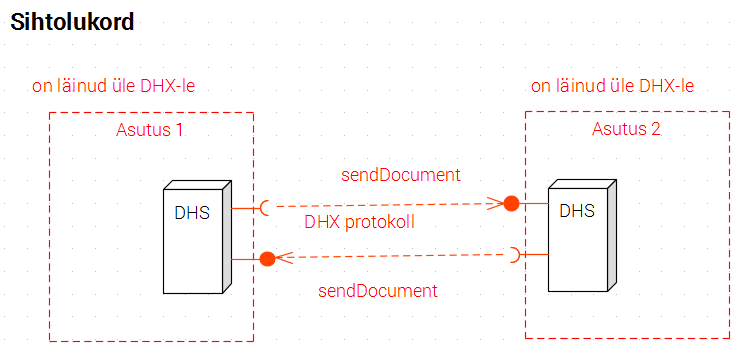 Sihtolukord
on läinud üle DHX-le
on läinud üle DHX-le
Asutus 1
Asutus 2
sendDocument
DHS
DHS
DHX protokoll
sendDocument